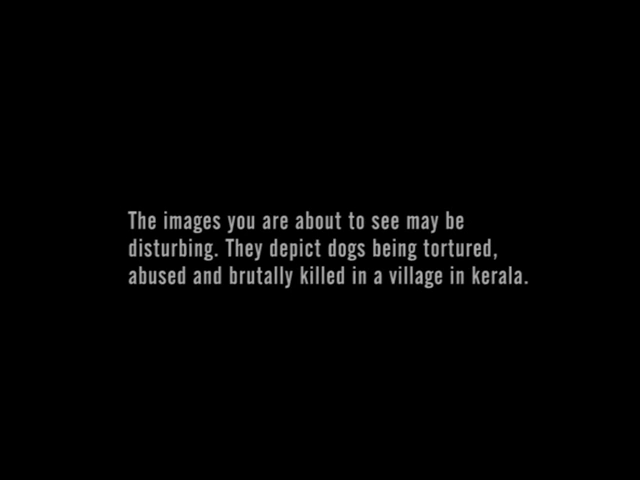 The images you are about to see may be
disturbing. They depict dogs being tortured,
abused and brutally killed in a village in kerala.